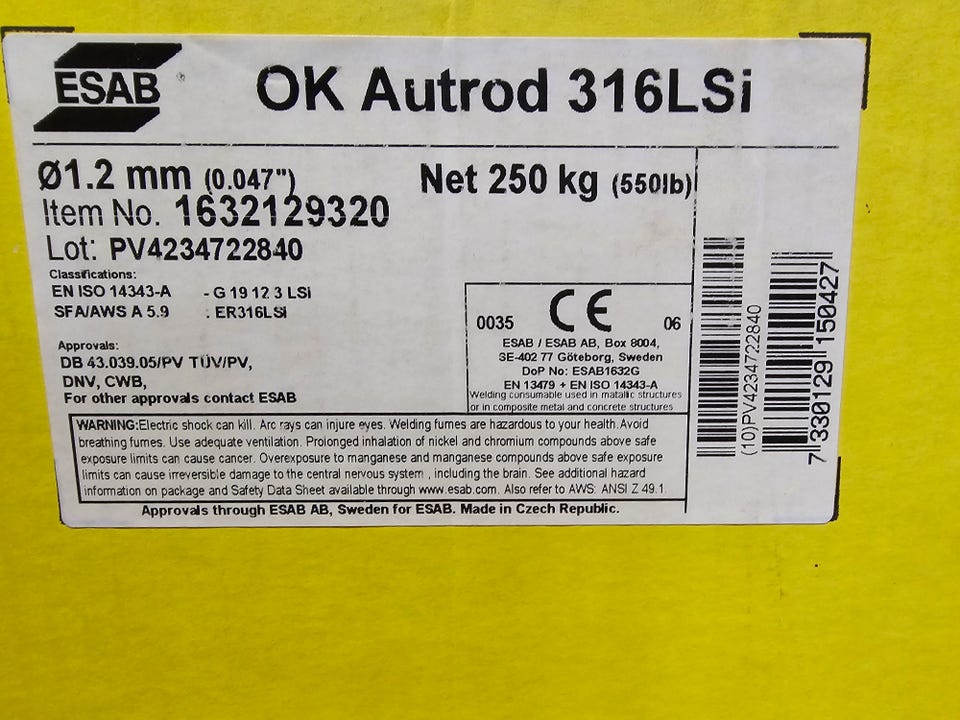 ESAB
OK Autrod 316LSi
Ø1.2 mm (0.047")
Net 250 kg (550lb)
Item No. 1632129320
Lot: PV4234722840
Classifications:
EN ISO 14343-A - G 19 12 3 LSi
SFA/AWS A 5.9 : ER316LSi
Approvals:
DB 43.039.05/PV TÜV/PV,
DNV, CWB,
For other approvals contact ESAB
0035 CE 06
ESAB / ESAB AB, Box 8004,
SE-402 77 Göteborg, Sweden
DoP No: ESAB1632G
EN 13479 + EN ISO 14343-A
Welding consumable used in matallic structures
or in composite metal and concrete structures
WARNING:Electric shock can kill. Arc rays can injure eyes. Welding fumes are hazardous to your health.Avoid
breathing fumes. Use adequate ventilation. Prolonged inhalation of nickel and chromium compounds above safe
exposure limits can cause cancer. Overexposure to manganese and manganese compounds above safe exposure
limits can cause irreversible damage to the central nervous system , including the brain. See additional hazard
information on package and Safety Data Sheet available through www.esab.com. Also refer to AWS: ANSI Z 49.1.
Approvals through ESAB AB, Sweden for ESAB. Made in Czech Republic.
(10)PV4234722840
7 330129 150427